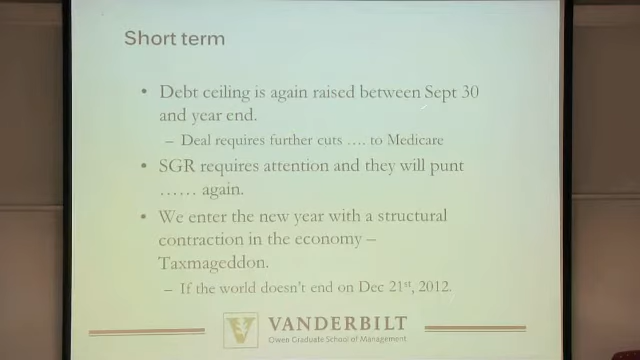 Short term
• Debt ceiling is again raised between Sept 30
and year end.
– Deal requires further cuts …. to Medicare
• SGR requires attention and they will punt
…… again.
• We enter the new year with a structural
contraction in the economy –
Taxmageddon.
– If the world doesn't end on Dec 21st, 2012.
V
VANDERBILT
Owen Graduate School of Management